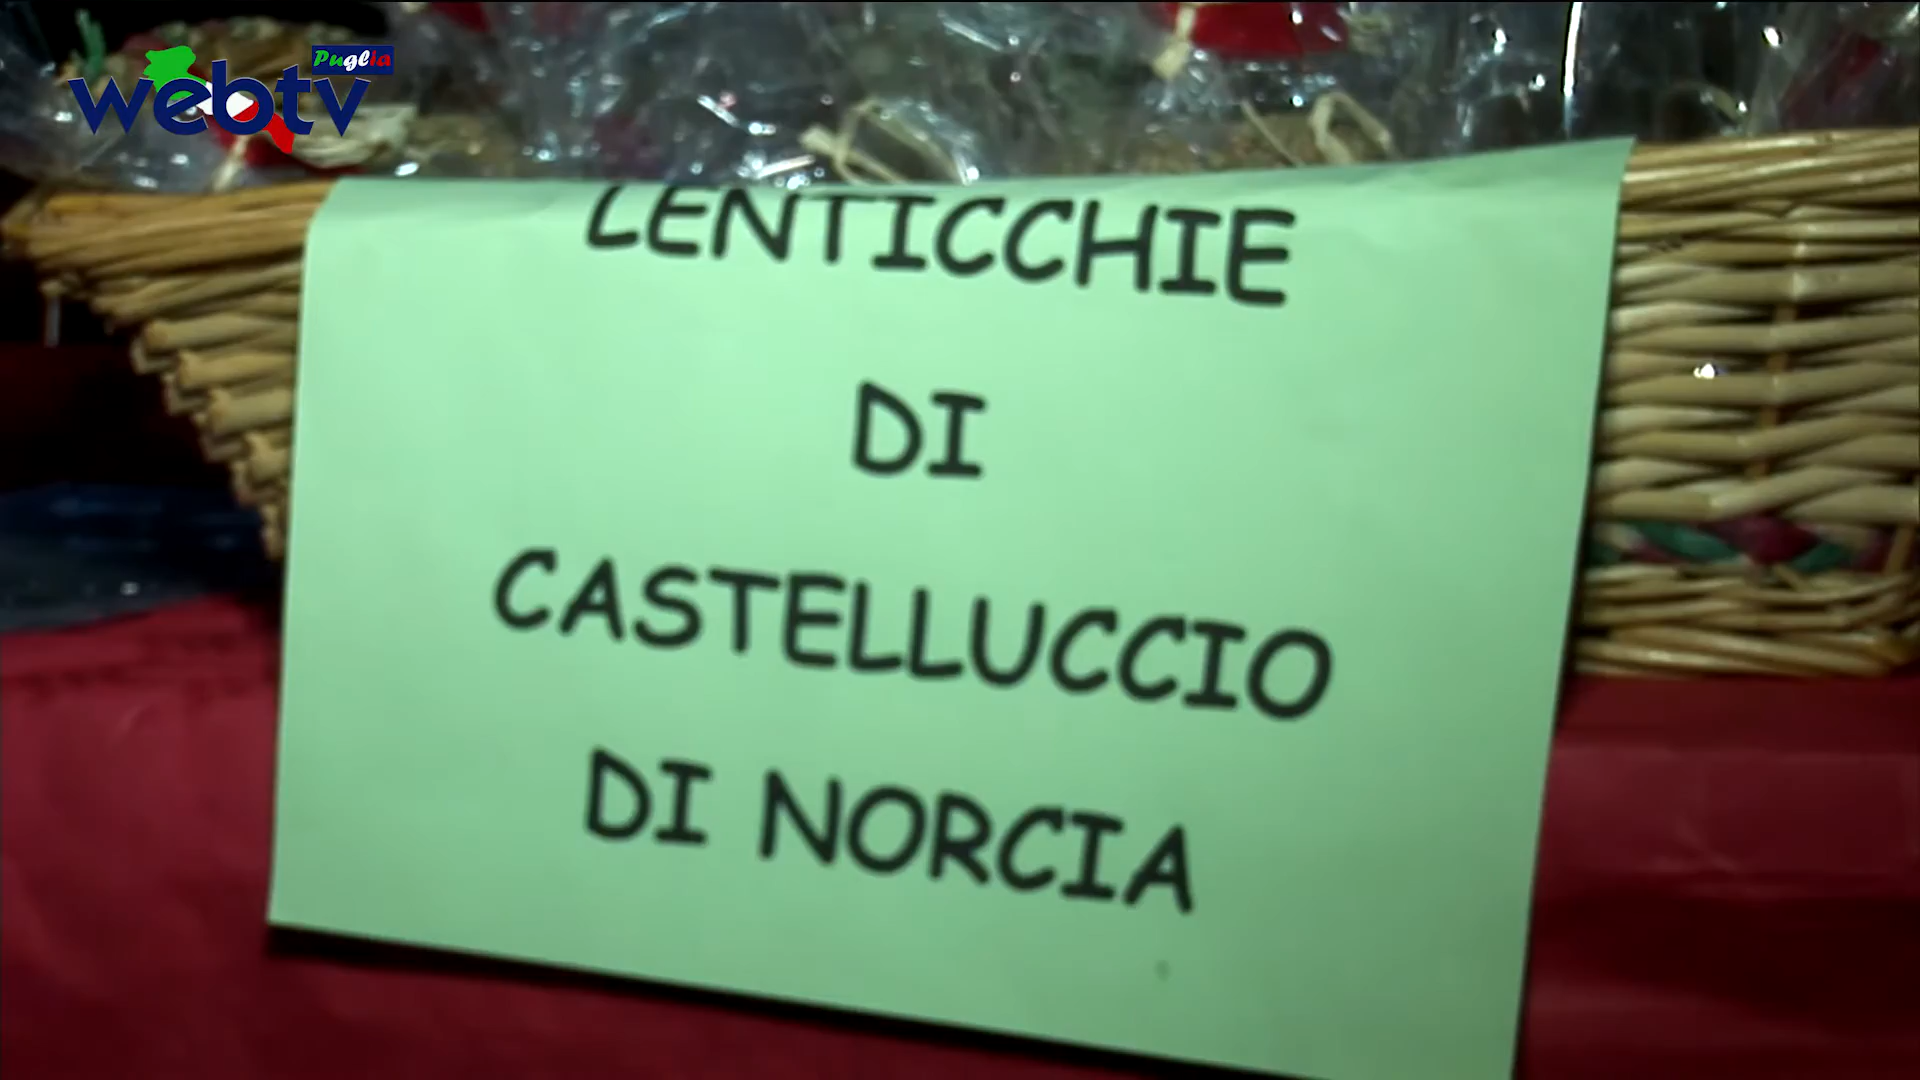 Puglia
webtv
LENTICCHIE
DI
CASTELLUCCIO
DI NORCIA